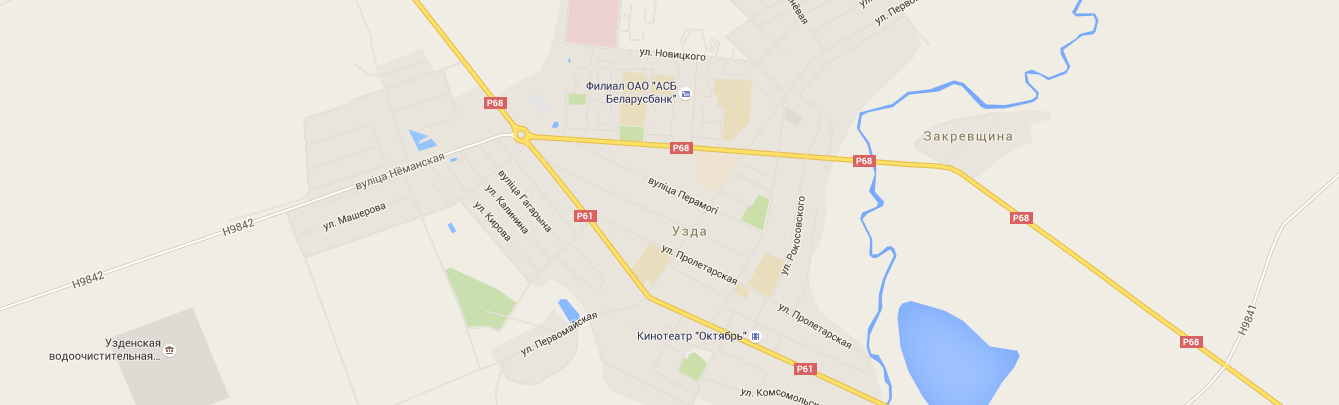 нёвая
ул. Перво
ул. Новицкого
Филиал ОАО "АСБ
Беларусбанк"
P68
P68
P68
Закревщина
P68
P68
вуліца Нёманская
H9842
H9842
ул. Машерова
вуліца Гагарына
ул. Калинина
ул. Кирова
P61
вуліца Перамогі
Узда
ул. Рокосовского
ул. Пролетарская
ул. Пролетарская
ул. Первомайская
Узденская
водоочистительная...
Кинотеатр "Октябрь"
P61
ул. Комсомольск
H9841